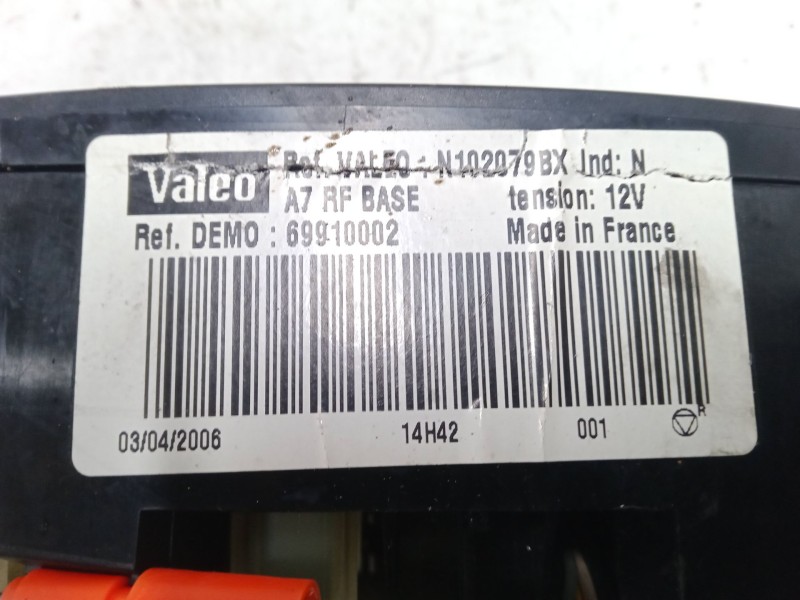 Valeo
Ref. VALEO : N102079BX Ind: N
A7 RF BASE tension: 12V
Ref. DEMO : 69910002 Made in France
03/04/2006 14H42 001 R